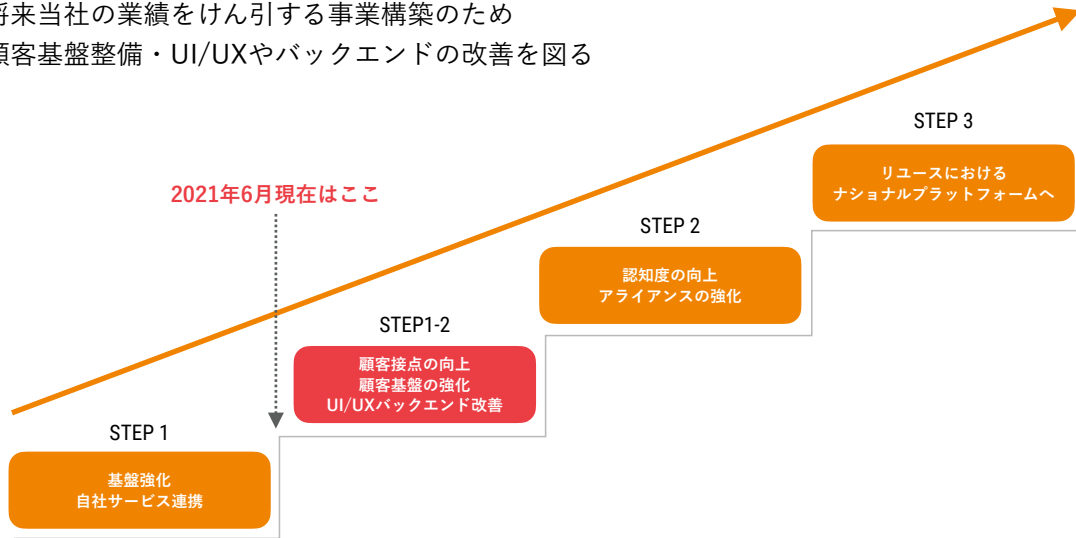 将来当社の業績をけん引する事業構築のため
顧客基盤整備・UI/UXやバックエンドの改善を図る
STEP 3
リユースにおける
ナショナルプラットフォームへ
2021年6月現在はここ
STEP 2
認知度の向上
アライアンスの強化
STEP1-2
顧客接点の向上
顧客基盤の強化
UI/UXバックエンド改善
STEP 1
基盤強化
自社サービス連携